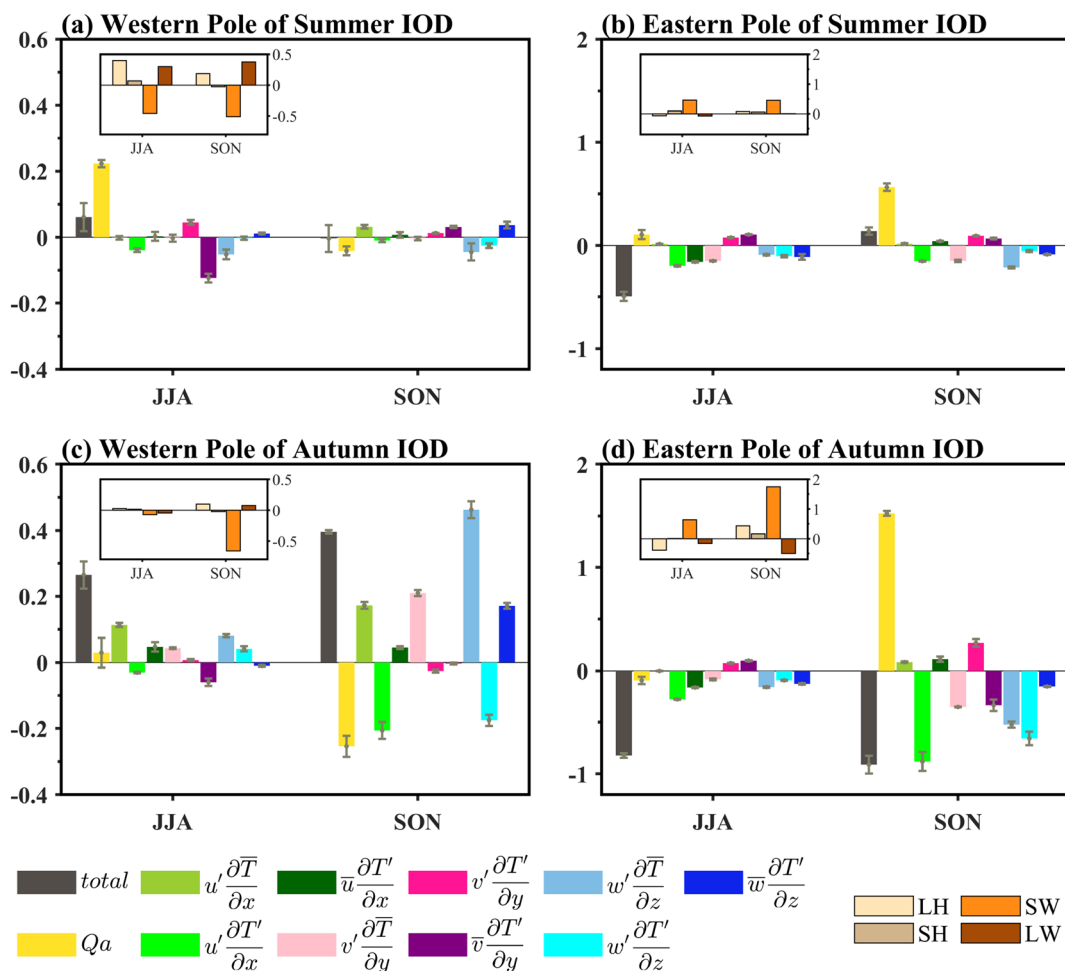 (a) Western Pole of Summer IOD
0.6
0.4
0.2
0
-0.2
-0.4
0.5
0
-0.5
JJA
SON
JJA
SON
(b) Eastern Pole of Summer IOD
2
1
0
-1
2
1
0
JJA
SON
JJA
SON
(c) Western Pole of Autumn IOD
0.6
0.4
0.2
0
-0.2
-0.4
0.5
0
-0.5
JJA
SON
JJA
SON
(d) Eastern Pole of Autumn IOD
2
1
0
-1
2
1
0
JJA
SON
JJA
SON
total u′ ∂T̅/∂x u̅ ∂T′/∂x v′ ∂T′/∂y w′ ∂T̅/∂z w̅ ∂T′/∂z
Qa u′ ∂T′/∂x v′ ∂T̅/∂y v̅ ∂T′/∂y w′ ∂T′/∂z
LH SW
SH LW